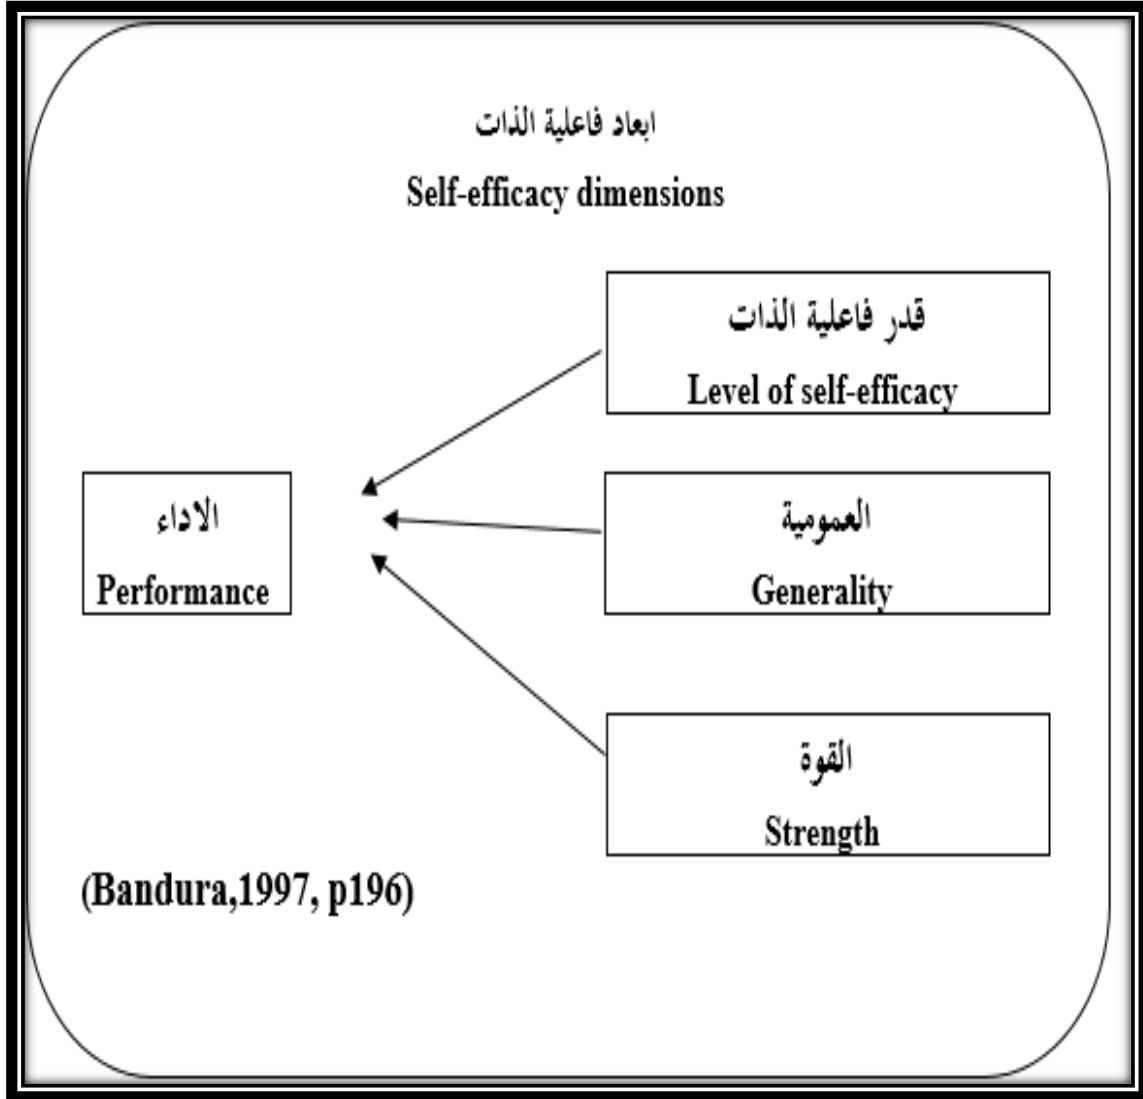 ابعاد فاعلية الذات
Self-efficacy dimensions
قدر فاعلية الذات
Level of self-efficacy
العمومية
Generality
الاداء
Performance
القوة
Strength
(Bandura,1997, p196)